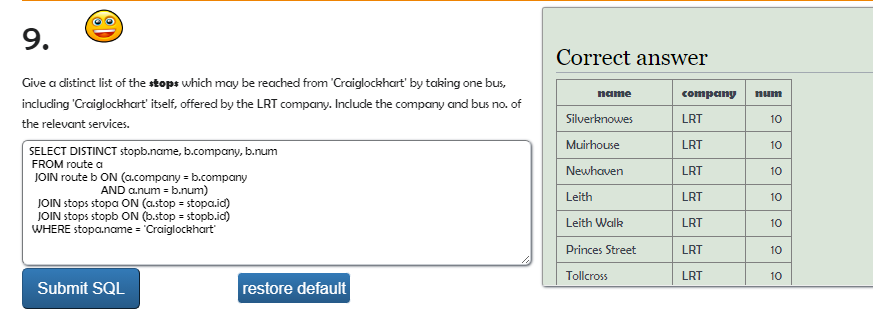 9.
Give a distinct list of the stops which may be reached from 'Craiglockhart' by taking one bus,
including 'Craiglockhart' itself, offered by the LRT company. Include the company and bus no. of
the relevant services.
SELECT DISTINCT stopb.name, b.company, b.num
FROM route a
JOIN route b ON (a.company = b.company
AND a.num = b.num)
JOIN stops stopa ON (a.stop = stopa.id)
JOIN stops stopb ON (b.stop = stopb.id)
WHERE stopa.name = 'Craiglockhart'
Submit SQL restore default
Correct answer
name company num
Silverknowes LRT 10
Muirhouse LRT 10
Newhaven LRT 10
Leith LRT 10
Leith Walk LRT 10
Princes Street LRT 10
Tollcross LRT 10